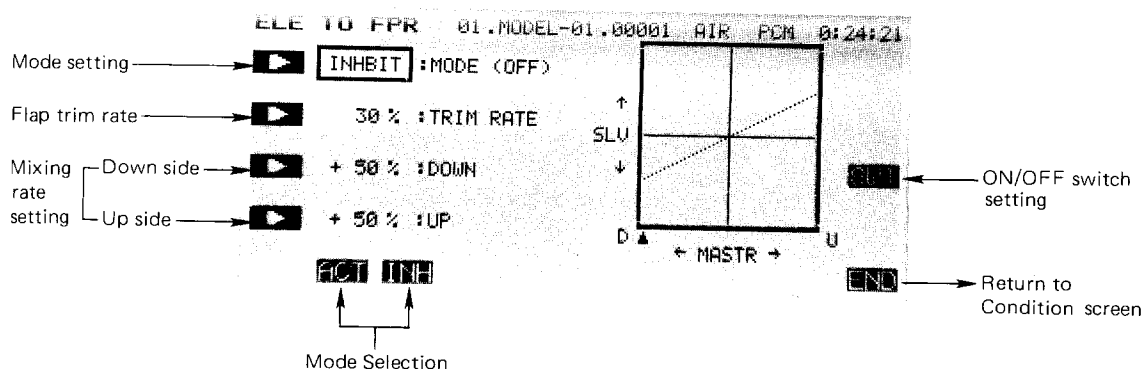 ELE TO FPR 01.MODEL-01.00001 AIR PCM 0:24:21
Mode setting INHBIT :MODE (OFF)
Flap trim rate 30 % :TRIM RATE
Mixing rate setting
Down side + 50 % :DOWN
Up side + 50 % :UP
↑
SLV
↓
D ▲ U
← MASTR →
ON/OFF switch
setting
ACT INH
END
Return to
Condition screen
Mode Selection